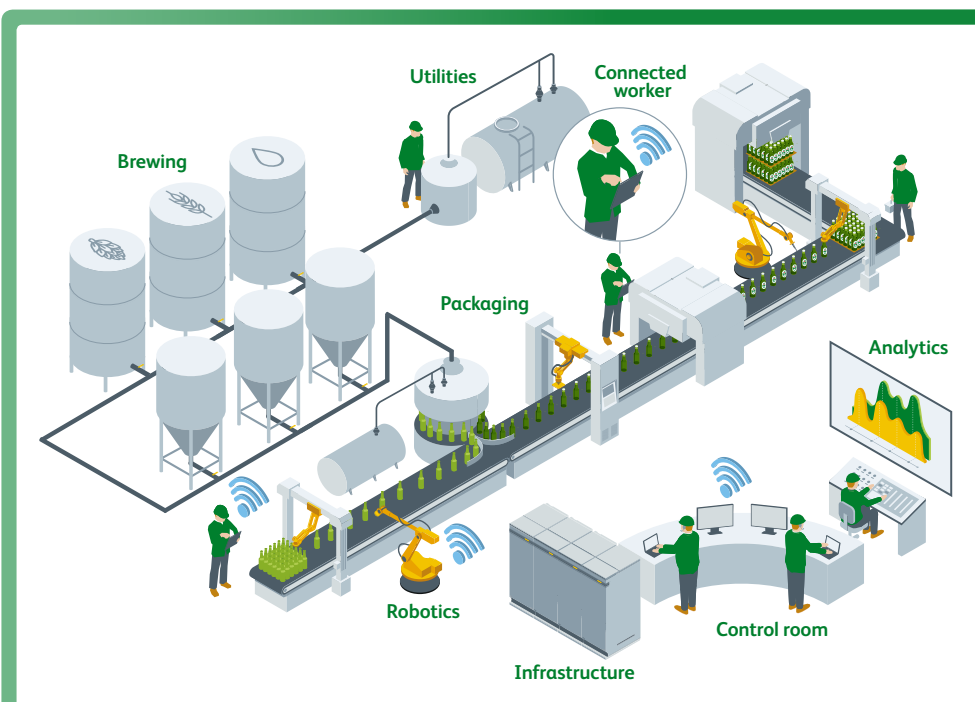 Utilities
Connected
worker
Brewing
Packaging
Analytics
Robotics
Control room
Infrastructure